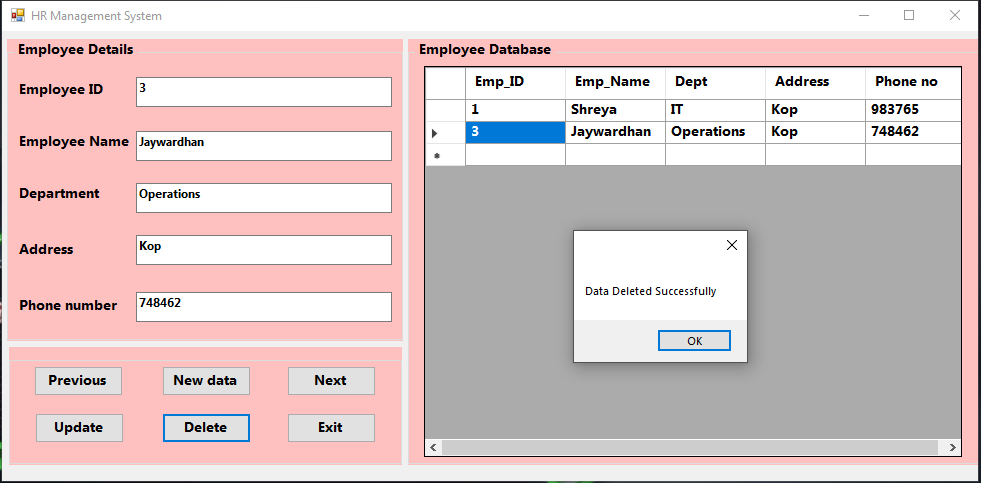 HR Management System
Employee Details
Employee ID 3
Employee Name Jaywardhan
Department Operations
Address Kop
Phone number 748462
Previous New data Next
Update Delete Exit
Employee Database
Emp_ID Emp_Name Dept Address Phone no
1 Shreya IT Kop 983765
3 Jaywardhan Operations Kop 748462
Data Deleted Successfully
OK